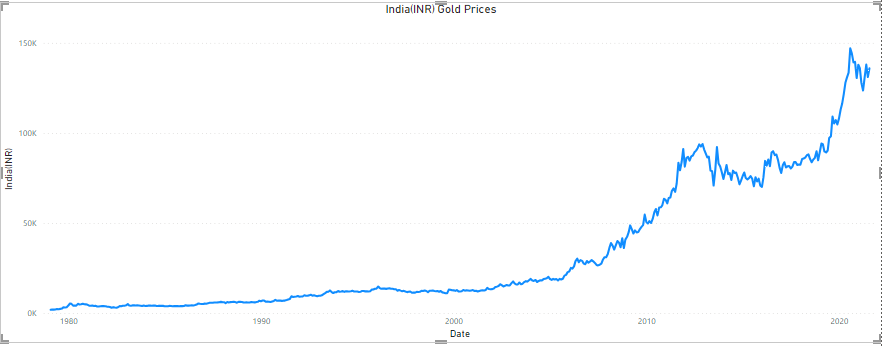 India(INR) Gold Prices
150K
100K
50K
0K
India(INR)
1980 1990 2000 2010 2020
Date